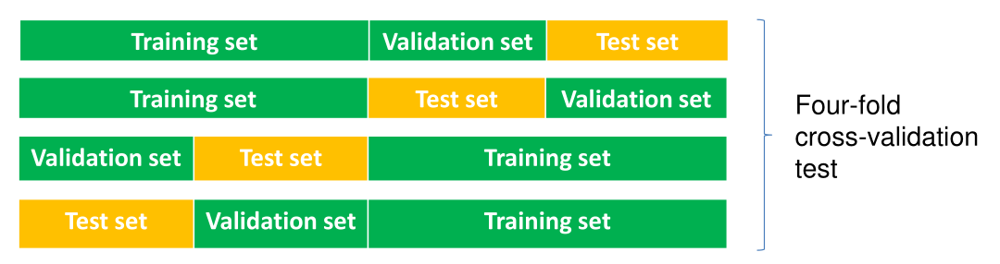 Training set Validation set Test set
Training set Test set Validation set
Validation set Test set Training set
Test set Validation set Training set
Four-fold
cross-validation
test